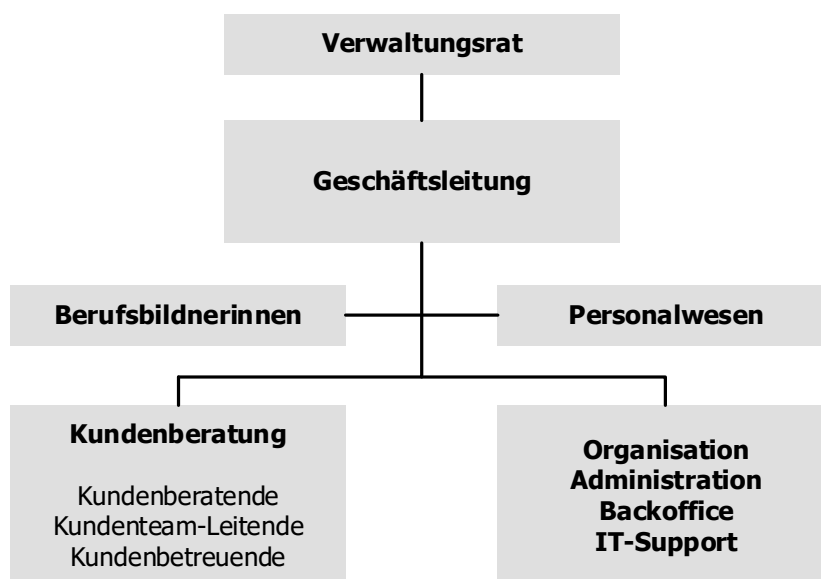 Verwaltungsrat
Geschäftsleitung
Berufsbildnerinnen
Personalwesen
Kundenberatung
Kundenberatende
Kundenteam-Leitende
Kundenbetreuende
Organisation
Administration
Backoffice
IT-Support